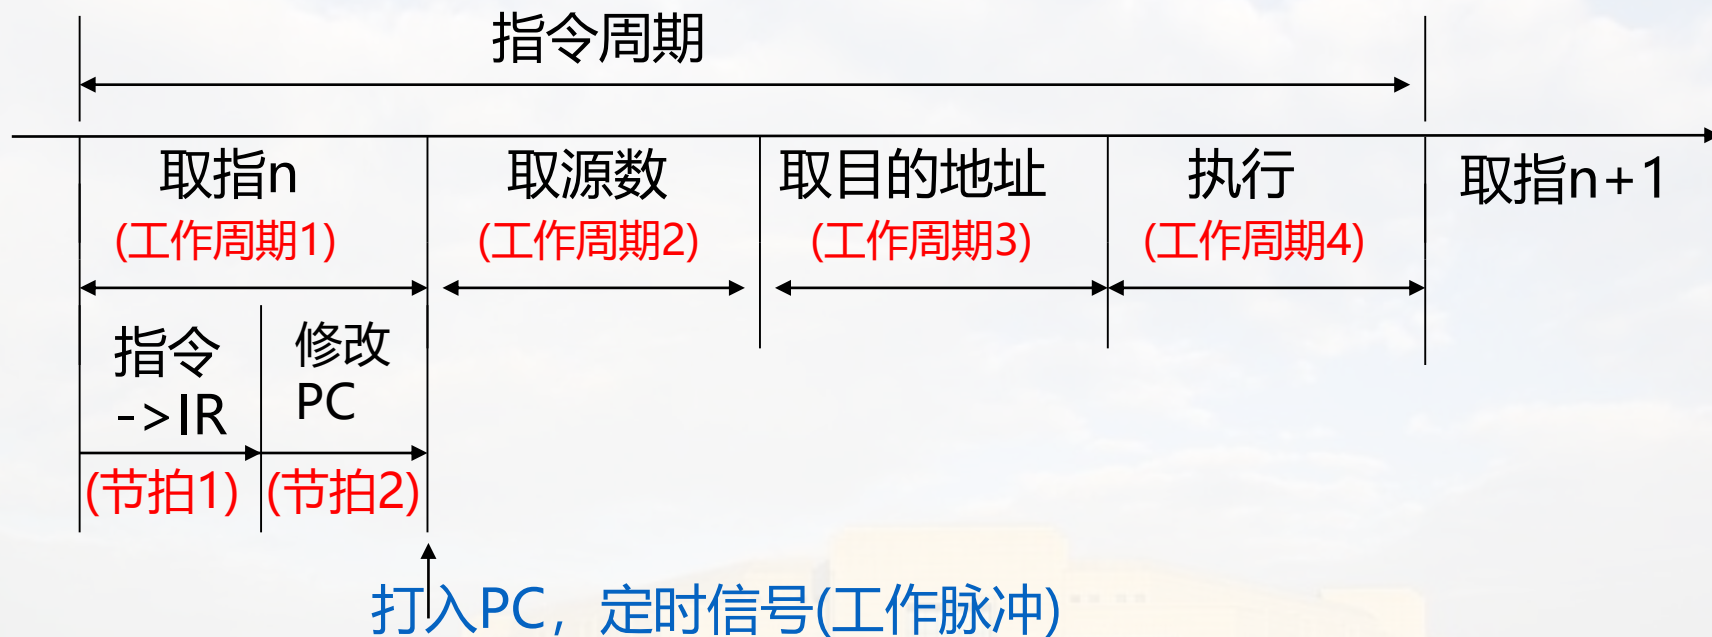 指令周期
取指n
取源数
取目的地址
执行
取指n+1
(工作周期1)
(工作周期2)
(工作周期3)
(工作周期4)
指令
->IR
修改
PC
(节拍1)
(节拍2)
打入PC，定时信号(工作脉冲)